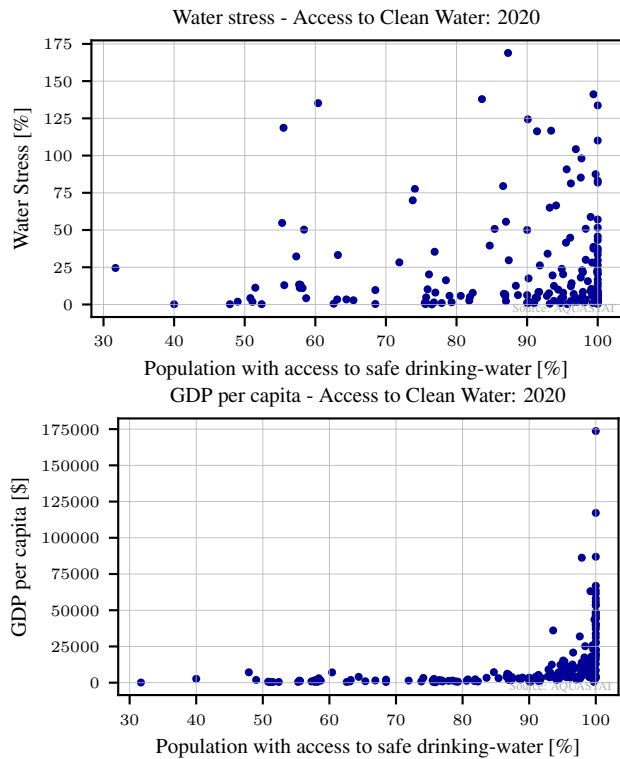 Water stress - Access to Clean Water: 2020
175
150
125
100
75
50
25
0
Water Stress [%]
30 40 50 60 70 80 90 100
Source: AQUASTAT
Population with access to safe drinking-water [%]
GDP per capita - Access to Clean Water: 2020
175000
150000
125000
100000
75000
50000
25000
0
GDP per capita [$]
Source: AQUASTAT
30 40 50 60 70 80 90 100
Population with access to safe drinking-water [%]